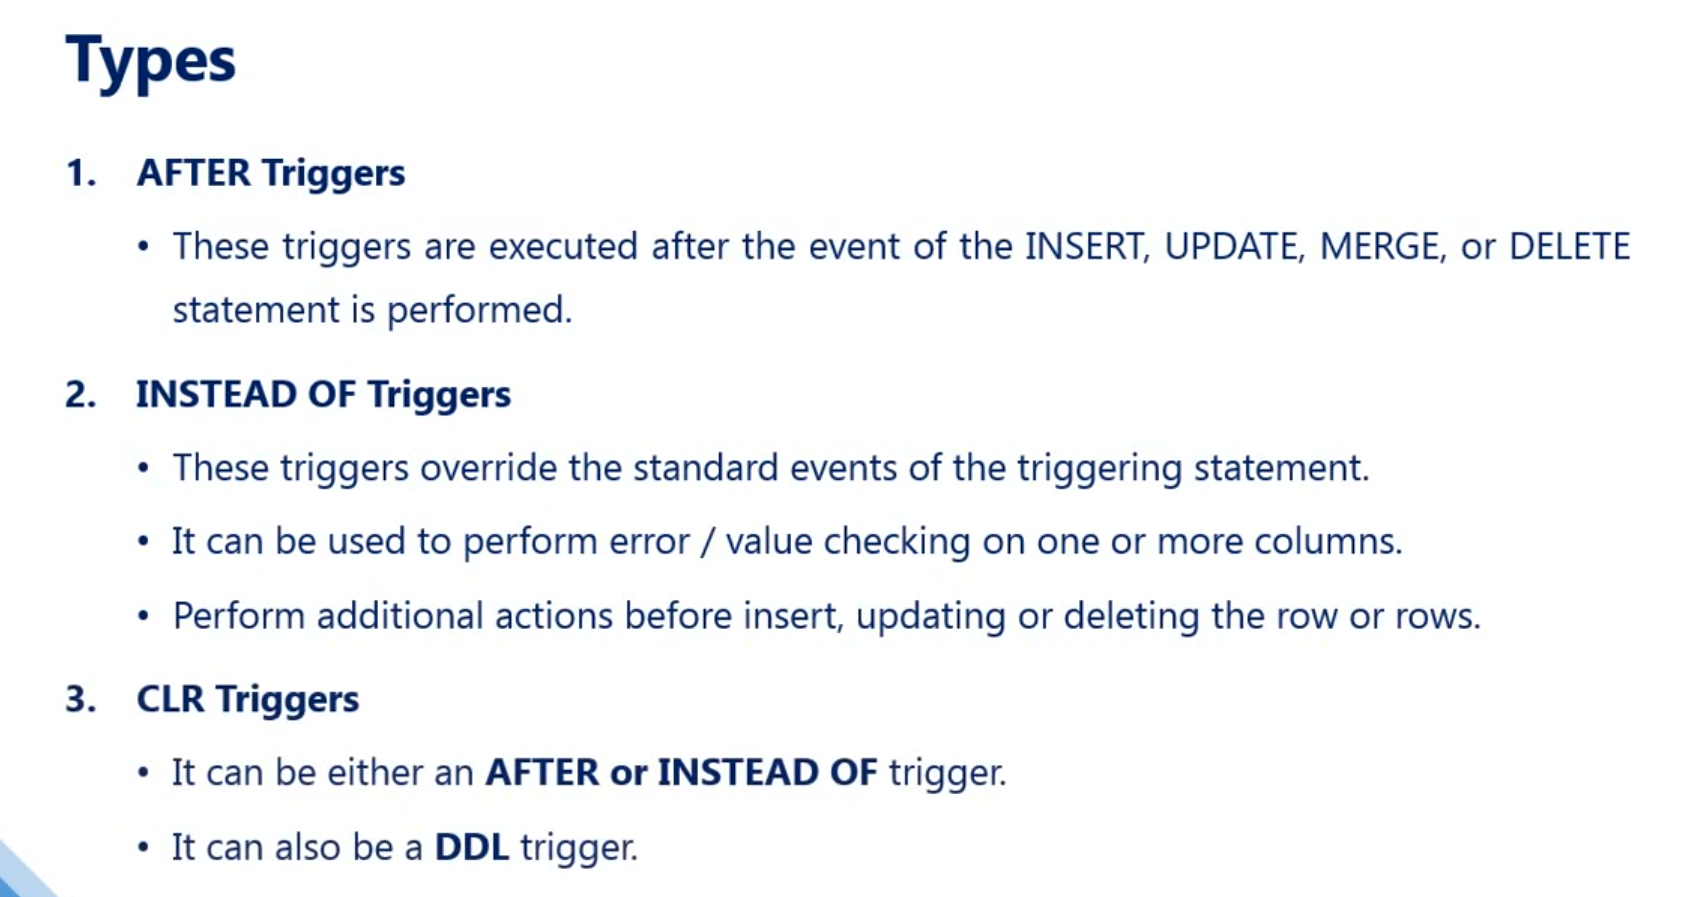 Types
1. AFTER Triggers
• These triggers are executed after the event of the INSERT, UPDATE, MERGE, or DELETE
statement is performed.
2. INSTEAD OF Triggers
• These triggers override the standard events of the triggering statement.
• It can be used to perform error / value checking on one or more columns.
• Perform additional actions before insert, updating or deleting the row or rows.
3. CLR Triggers
• It can be either an AFTER or INSTEAD OF trigger.
• It can also be a DDL trigger.